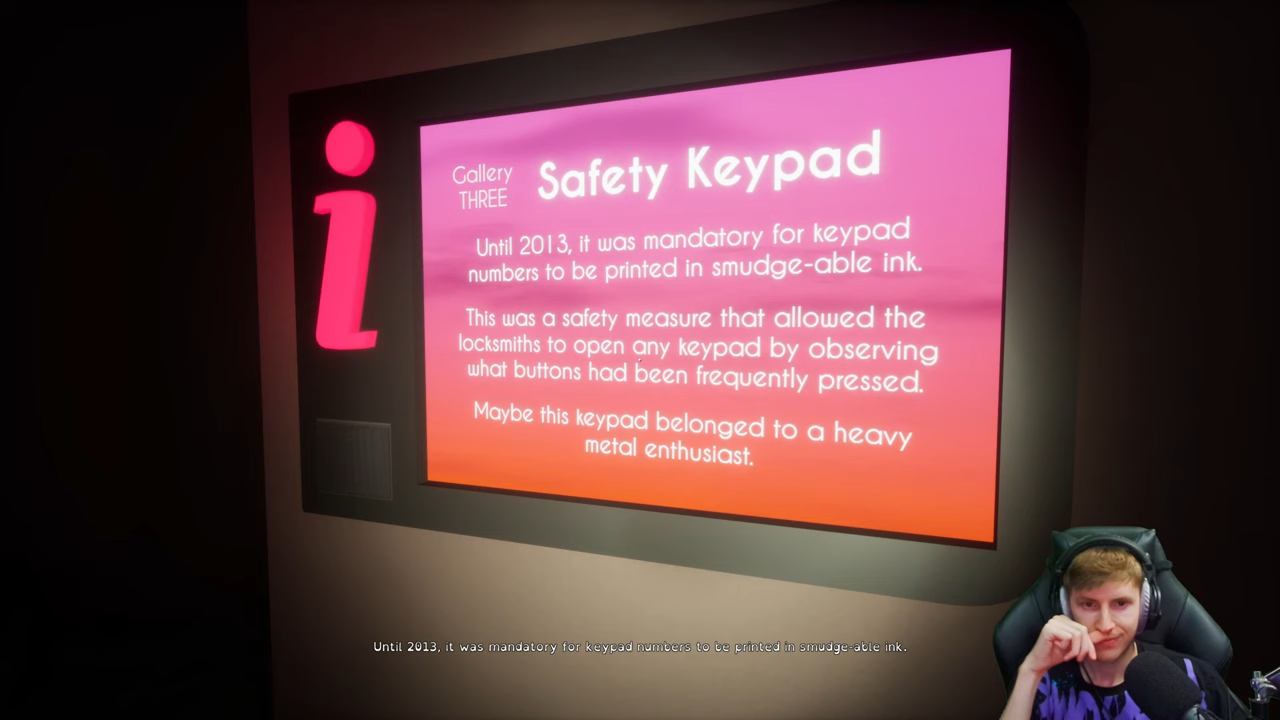 i
Gallery
THREE
Safety Keypad
Until 2013, it was mandatory for keypad
numbers to be printed in smudge-able ink.
This was a safety measure that allowed the
locksmiths to open any keypad by observing
what buttons had been frequently pressed.
Maybe this keypad belonged to a heavy
metal enthusiast.
Until 2013, it was mandatory for keypad numbers to be printed in smudge-able ink.